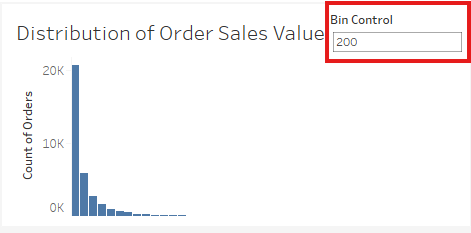 Distribution of Order Sales Value
Bin Control
200
Count of Orders
20K
10K
0K